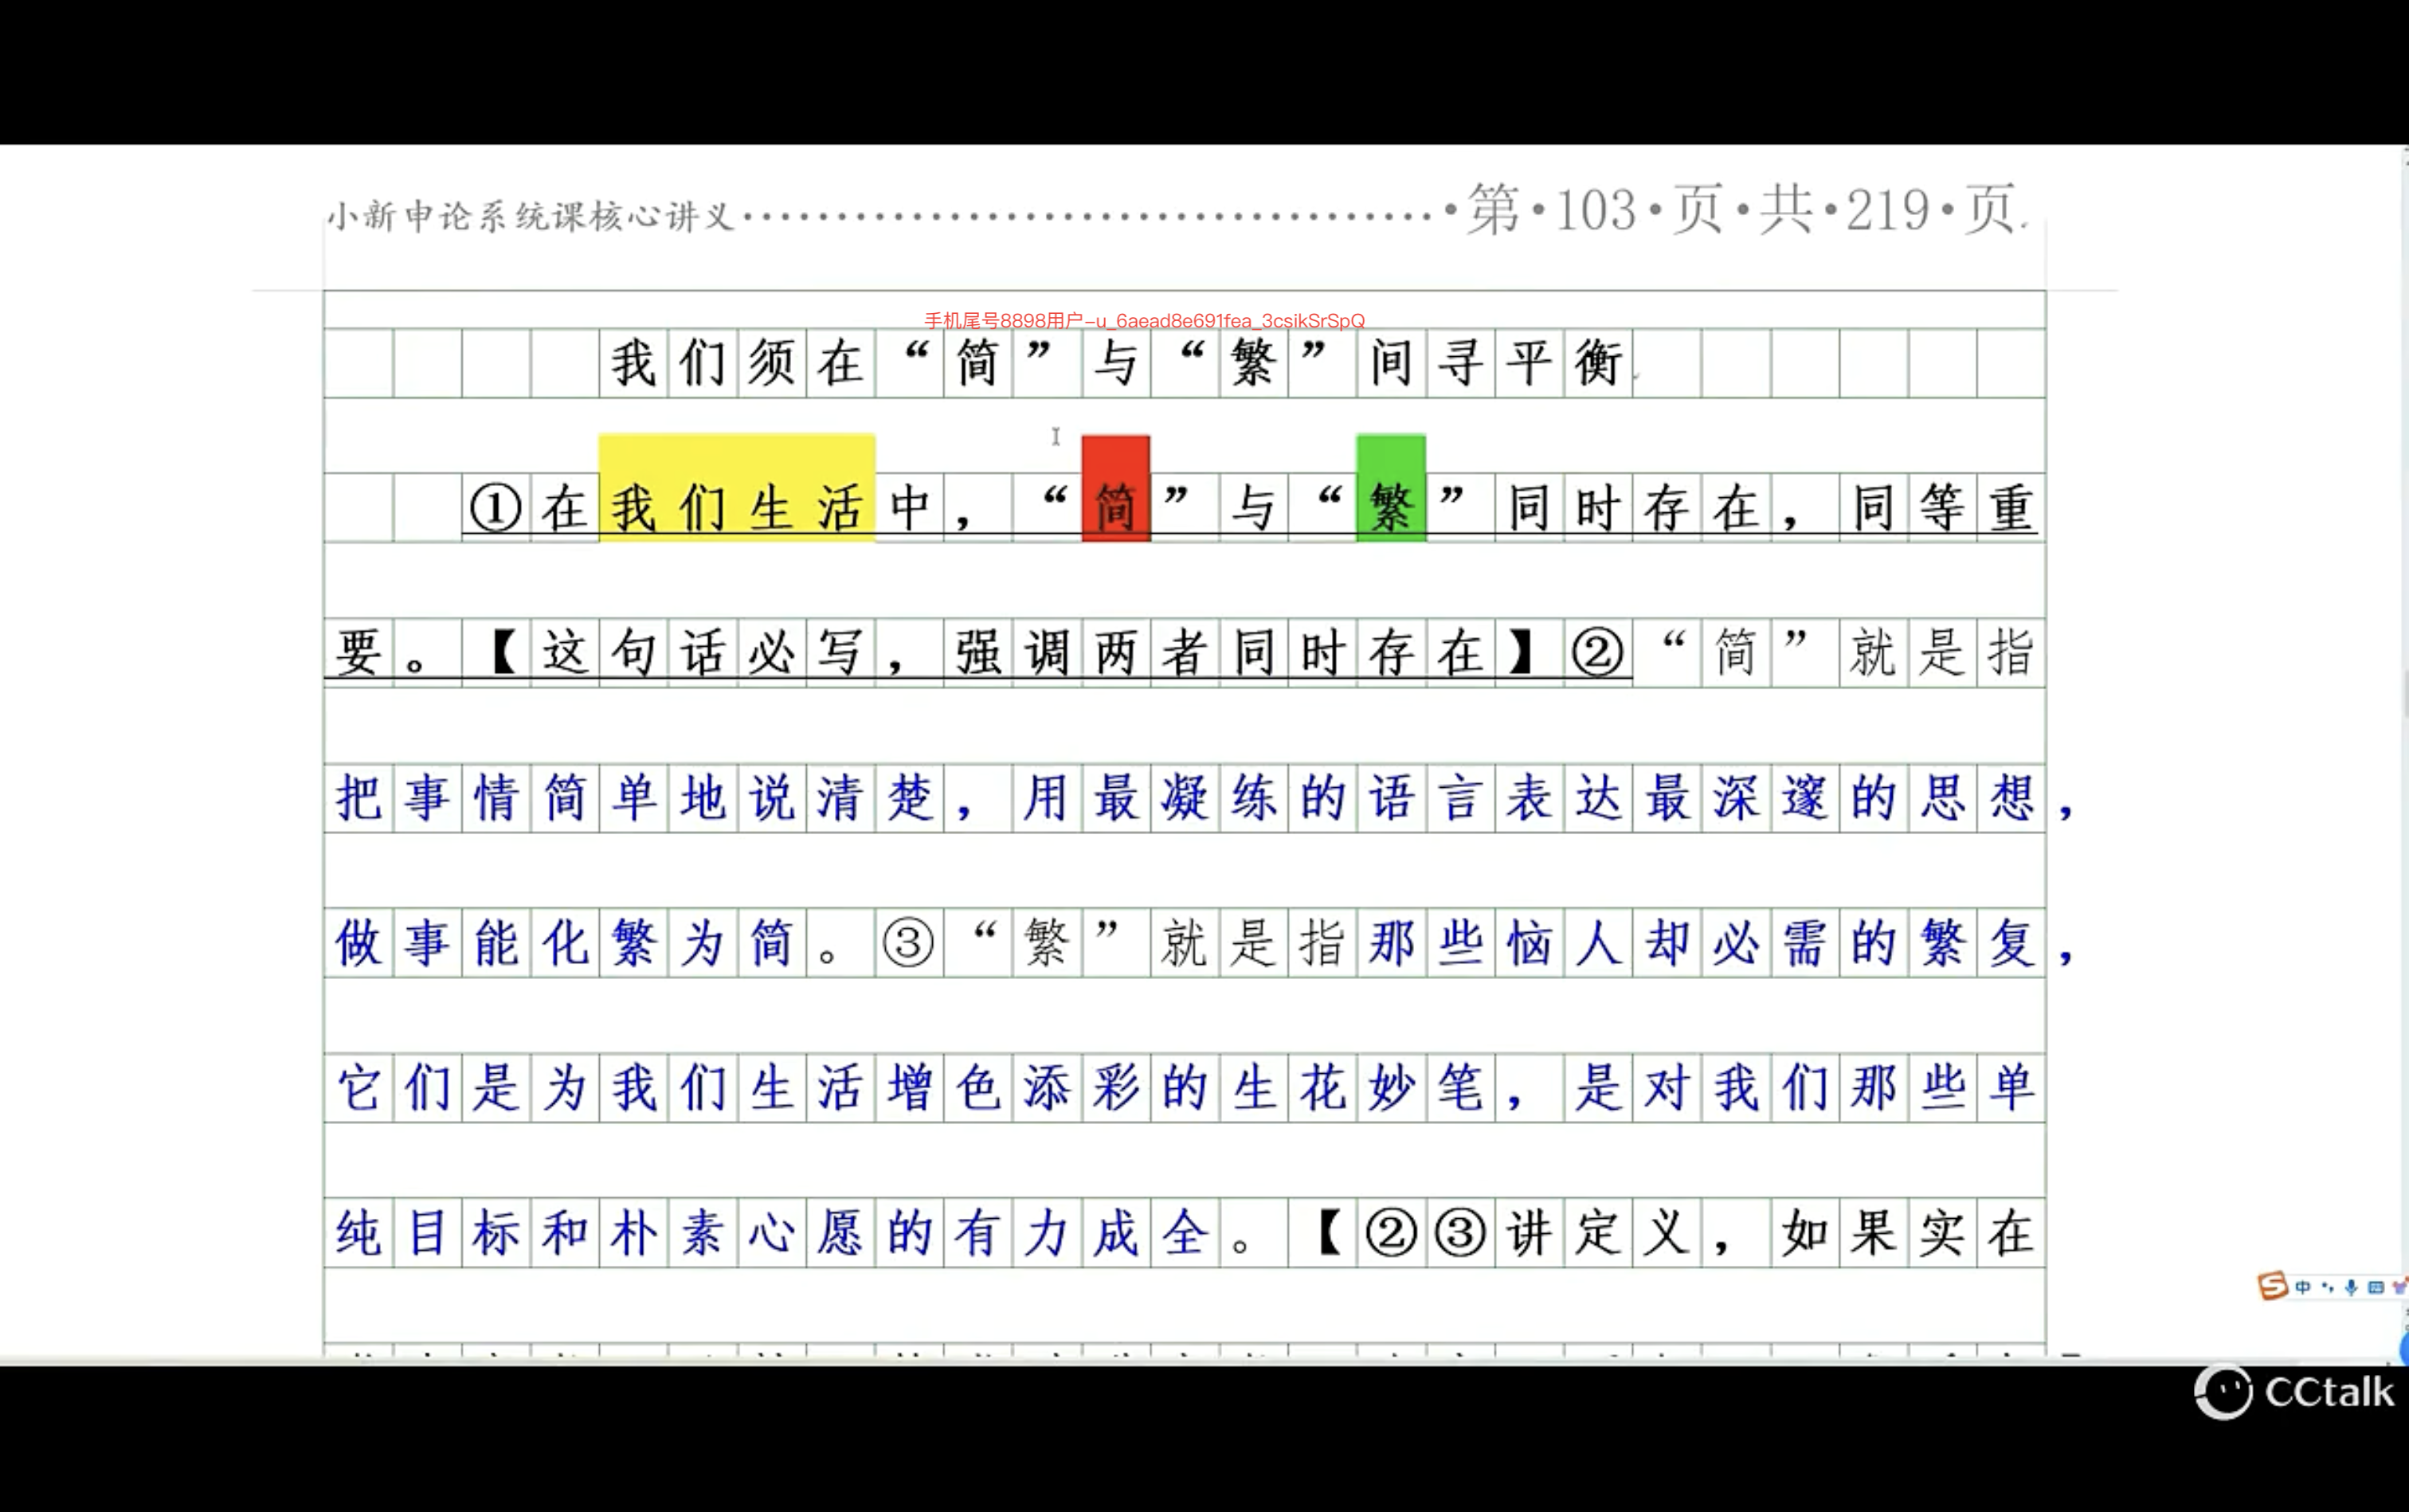 小新申论系统课核心讲义·································第·103·页·共·219·页
手机尾号8898用户-u_6aead8e691fea_3csikSrSpQ
我们须在“简”与“繁”间寻平衡
①在我们生活中，“简”与“繁”同时存在，同等重
要。【这句话必写，强调两者同时存在】②“简”就是指
把事情简单地说清楚，用最凝练的语言表达最深邃的思想，
做事能化繁为简。③“繁”就是指那些恼人却必需的繁复，
它们是为我们生活增色添彩的生花妙笔，是对我们那些单
纯目标和朴素心愿的有力成全。【②③讲定义，如果实在
中
CCtalk